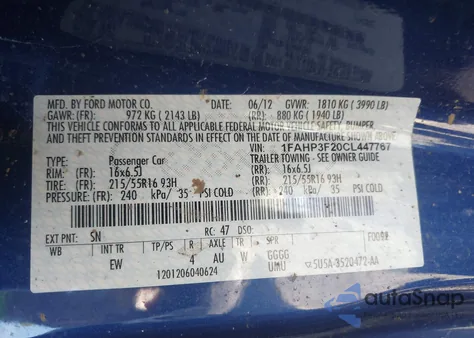 MFD. BY FORD MOTOR CO. DATE: 06/12 GVWR: 1810 KG ( 3990 LB)
GAWR: (FR): 972 KG ( 2143 LB) (RR): 880 KG ( 1940 LB)
THIS VEHICLE CONFORMS TO ALL APPLICABLE FEDERAL MOTOR VEHICLE SAFETY, BUMPER
AND THEFT PREVENTION STANDARDS IN EFFECT ON THE DATE OF MANUFACTURE SHOWN ABOVE.
VIN: 1FAHP3F20CL447767
TYPE: Passenger Car TRAILER TOWING - SEE OWNER GUIDE
RIM: (FR): 16x6.5J (RR): 16x6.5J
TIRE: (FR): 215/55R16 93H (RR): 215/55R16 93H
PRESSURE: (FR): 240 kPa/ 35 PSI COLD (RR): 240 kPa/ 35 PSI COLD
EXT PNT: SN RC: 47 DSO:
WB INT TR TP/PS R AXLE TR SPR
EW 4 AU W GGGG
UMU
1201206040624
5U5A-3520472-AA
autoSnap